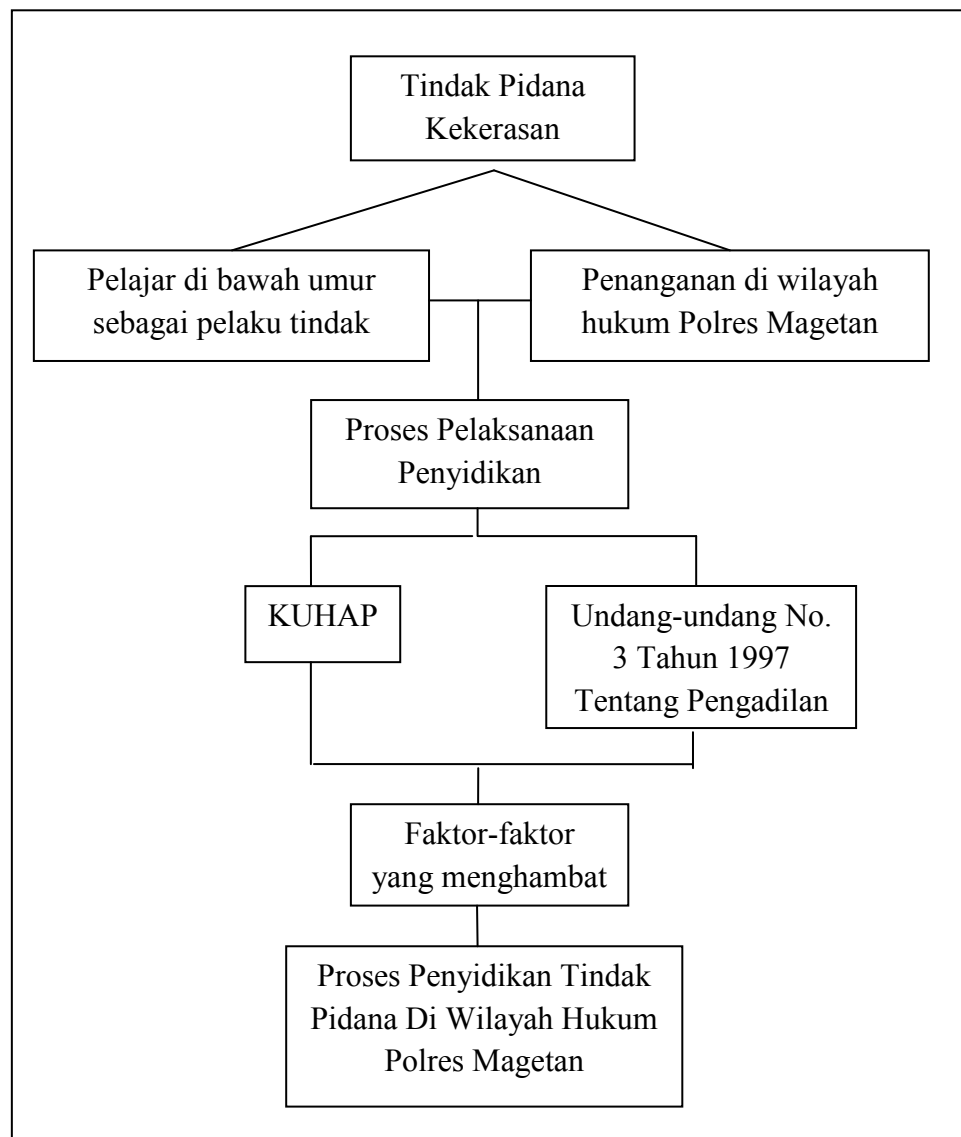 Tindak Pidana
Kekerasan
Pelajar di bawah umur
sebagai pelaku tindak
Penanganan di wilayah
hukum Polres Magetan
Proses Pelaksanaan
Penyidikan
KUHAP
Undang-undang No.
3 Tahun 1997
Tentang Pengadilan
Faktor-faktor
yang menghambat
Proses Penyidikan Tindak
Pidana Di Wilayah Hukum
Polres Magetan